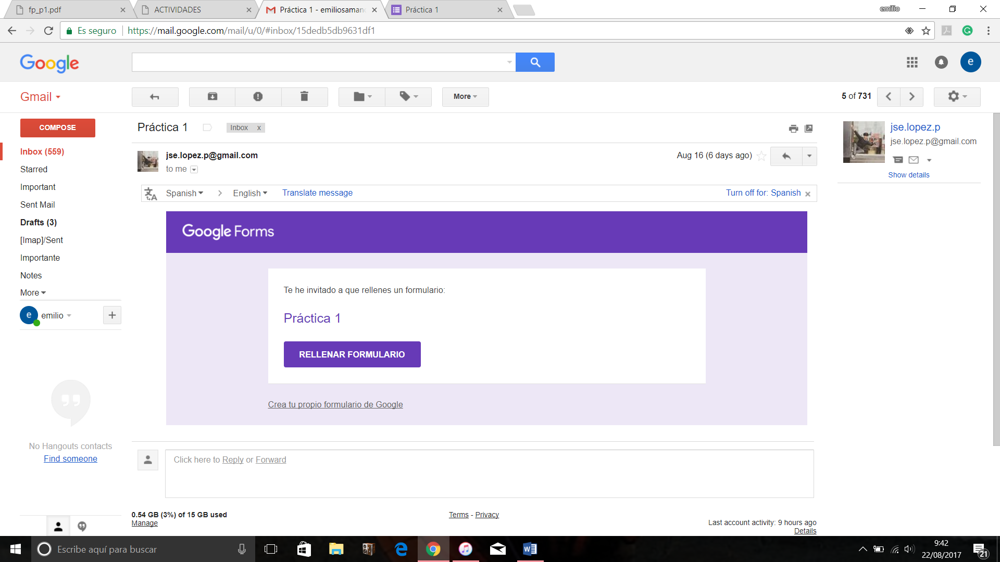 fp_p1.pdf
ACTIVIDADES
Práctica 1 - emiliosaman
Práctica 1
emilio
Es seguro
https://mail.google.com/mail/u/0/#inbox/15dedb5db9631df1
Google
e
Gmail
More
5 of 731
COMPOSE
Inbox (559)
Starred
Important
Sent Mail
Drafts (3)
[Imap]/Sent
Importante
Notes
More
e
emilio
No Hangouts contacts
Find someone
Práctica 1
Inbox x
jse.lopez.p@gmail.com
to me
Aug 16 (6 days ago)
Spanish
English
Translate message
Turn off for: Spanish
Google Forms
Te he invitado a que rellenes un formulario:
Práctica 1
RELLENAR FORMULARIO
Crea tu propio formulario de Google
Click here to Reply or Forward
jse.lopez.p
jse.lopez.p@gmail.com
Show details
0.54 GB (3%) of 15 GB used
Manage
Terms - Privacy
Last account activity: 9 hours ago
Details
Escribe aquí para buscar
9:42
22/08/2017
21